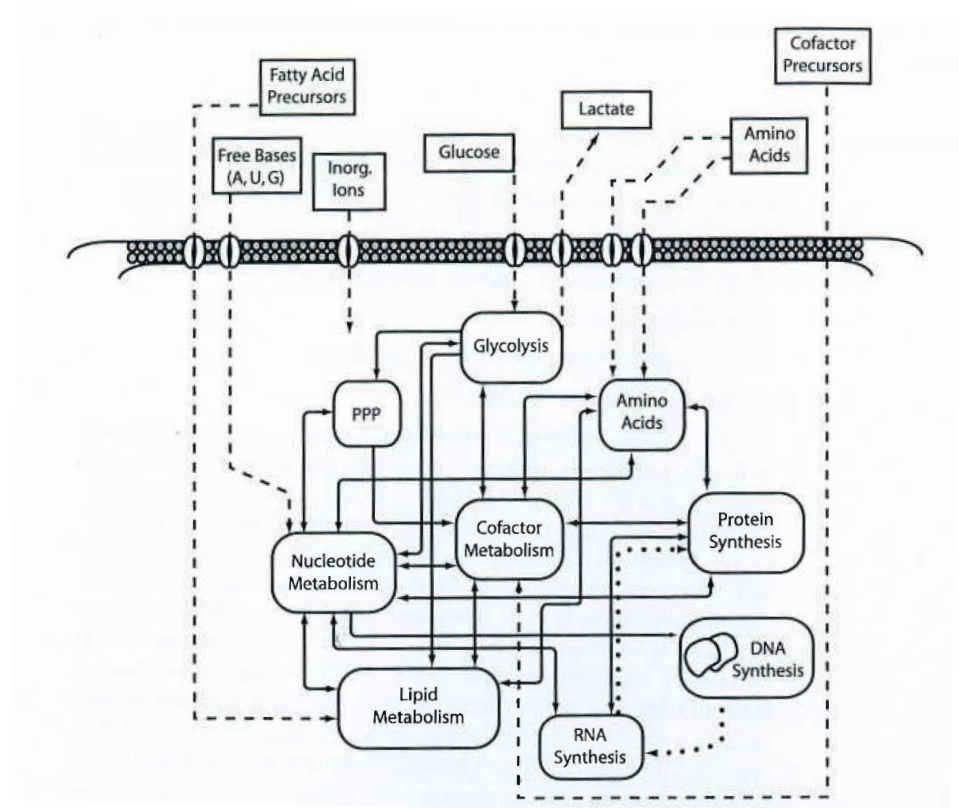 Cofactor
Precursors
Fatty Acid
Precursors
Lactate
Free Bases
(A, U, G)
Inorg.
Ions
Glucose
Amino
Acids
Glycolysis
PPP
Amino
Acids
Cofactor
Metabolism
Protein
Synthesis
Nucleotide
Metabolism
DNA
Synthesis
Lipid
Metabolism
RNA
Synthesis